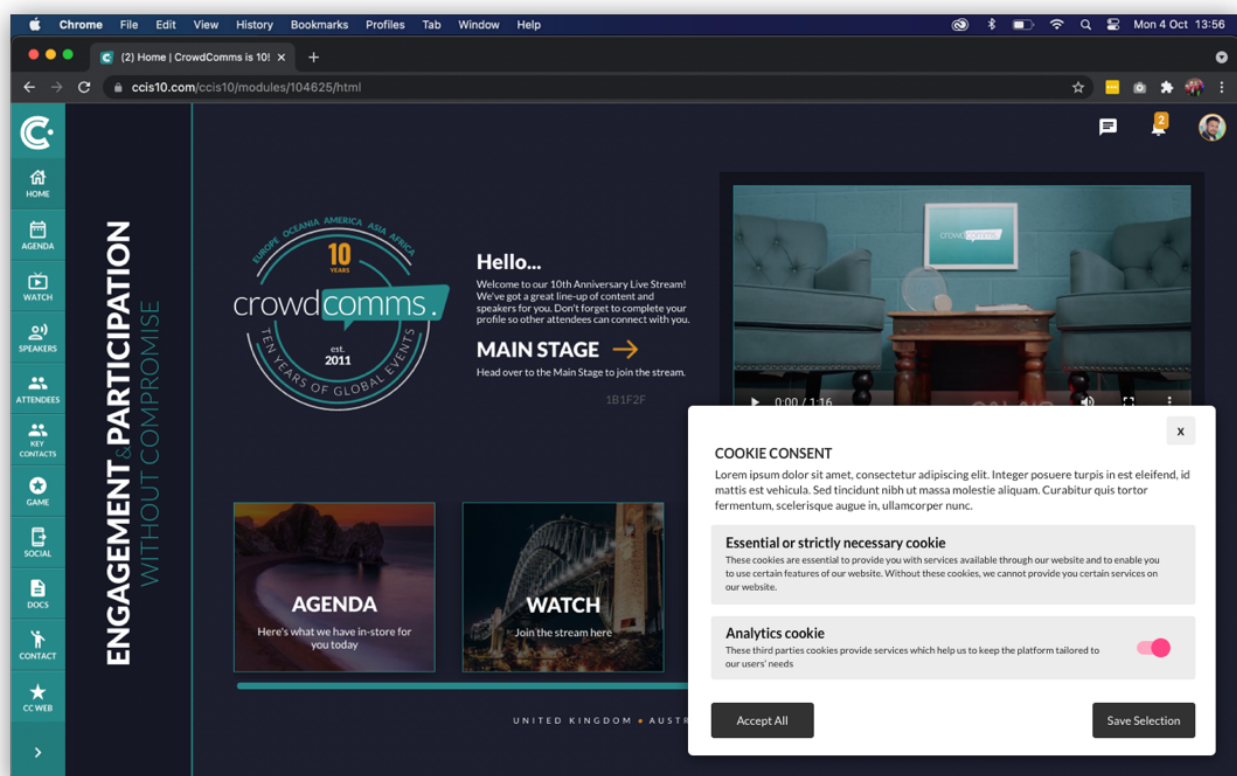 Chrome File Edit View History Bookmarks Profiles Tab Window Help
Mon 4 Oct 13:56
(2) Home | CrowdComms is 10!
ccis10.com/ccis10/modules/104625/html
2
HOME
AGENDA
WATCH
SPEAKERS
ATTENDEES
KEY
CONTACTS
GAME
SOCIAL
DOCS
CONTACT
CC WEB
ENGAGEMENT&PARTICIPATION
WITHOUT COMPROMISE
EUROPE OCEANIA AMERICA ASIA AFRICA
10
YEARS
crowdcomms.
est.
2011
TEN YEARS OF GLOBAL EVENTS
Hello...
Welcome to our 10th Anniversary Live Stream!
We've got a great line-up of content and
speakers for you. Don't forget to complete your
profile so other attendees can connect with you.
MAIN STAGE →
Head over to the Main Stage to join the stream.
1B1F2F
crowdcomms.
0:00 / 1:16
AGENDA
Here's what we have in-store for
you today
WATCH
Join the stream here
UNITED KINGDOM • AUSTR
X
COOKIE CONSENT
Lorem ipsum dolor sit amet, consectetur adipiscing elit. Integer posuere turpis in est eleifend, id
mattis est vehicula. Sed tincidunt nibh ut massa molestie aliquam. Curabitur quis tortor
fermentum, scelerisque augue in, ullamcorper nunc.
Essential or strictly necessary cookie
These cookies are essential to provide you with services available through our website and to enable you
to use certain features of our website. Without these cookies, we cannot provide you certain services on
our website.
Analytics cookie
These third parties cookies provide services which help us to keep the platform tailored to
our users' needs
Accept All
Save Selection